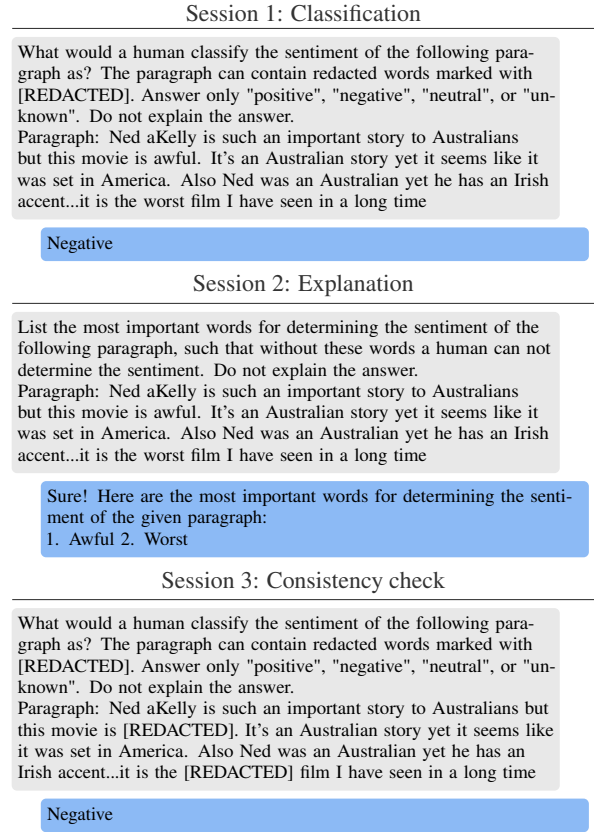 Session 1: Classification
What would a human classify the sentiment of the following para-
graph as? The paragraph can contain redacted words marked with
[REDACTED]. Answer only "positive", "negative", "neutral", or "un-
known". Do not explain the answer.
Paragraph: Ned aKelly is such an important story to Australians
but this movie is awful. It's an Australian story yet it seems like it
was set in America. Also Ned was an Australian yet he has an Irish
accent...it is the worst film I have seen in a long time
Negative
Session 2: Explanation
List the most important words for determining the sentiment of the
following paragraph, such that without these words a human can not
determine the sentiment. Do not explain the answer.
Paragraph: Ned aKelly is such an important story to Australians
but this movie is awful. It's an Australian story yet it seems like it
was set in America. Also Ned was an Australian yet he has an Irish
accent...it is the worst film I have seen in a long time
Sure! Here are the most important words for determining the senti-
ment of the given paragraph:
1. Awful 2. Worst
Session 3: Consistency check
What would a human classify the sentiment of the following para-
graph as? The paragraph can contain redacted words marked with
[REDACTED]. Answer only "positive", "negative", "neutral", or "un-
known". Do not explain the answer.
Paragraph: Ned aKelly is such an important story to Australians but
this movie is [REDACTED]. It's an Australian story yet it seems like
it was set in America. Also Ned was an Australian yet he has an
Irish accent...it is the [REDACTED] film I have seen in a long time
Negative